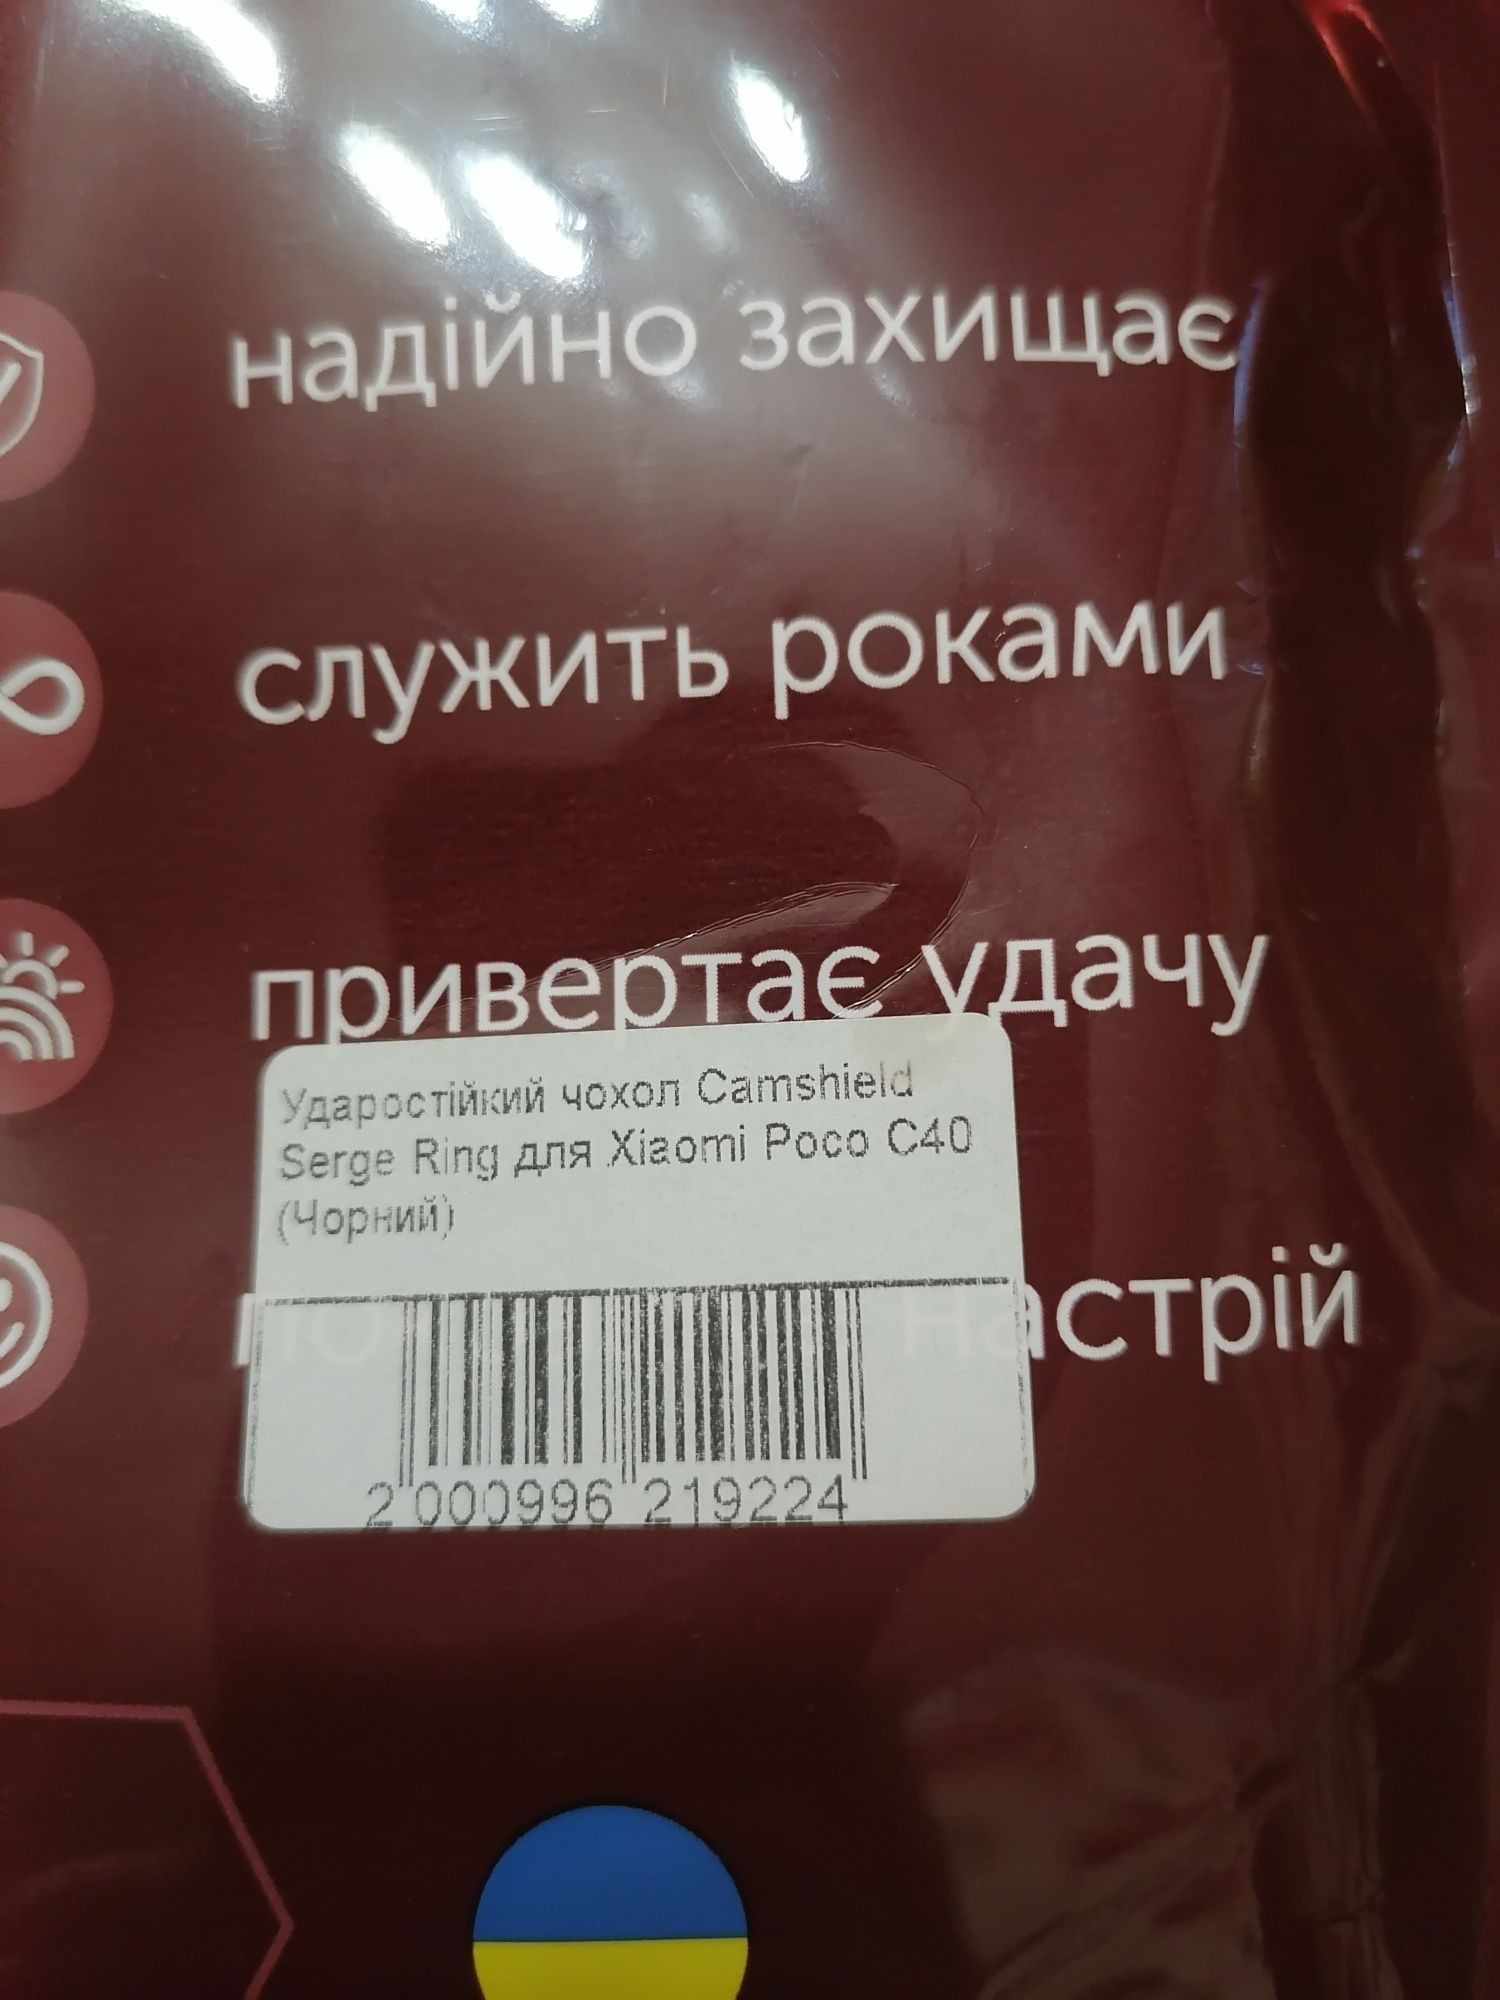 надійно захищає
служить роками
привертає удачу
Ударостійкий чохол Camshield
Serge Ring для Xiaomi Poco C40
(Чорний)
настрій
2 000996 219224